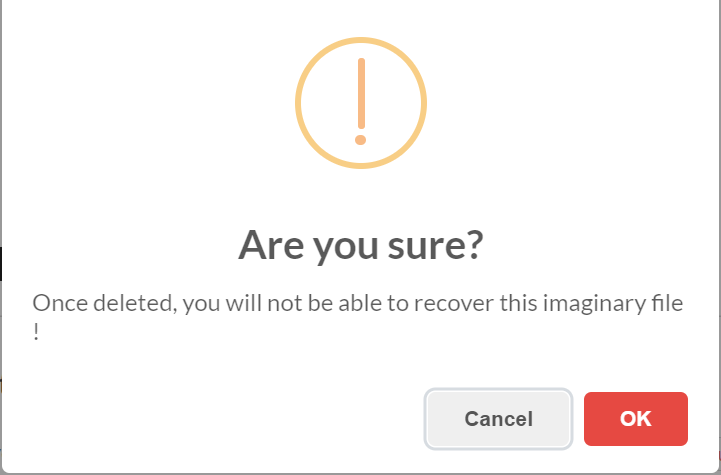 Are you sure?
Once deleted, you will not be able to recover this imaginary file
!
Cancel
OK